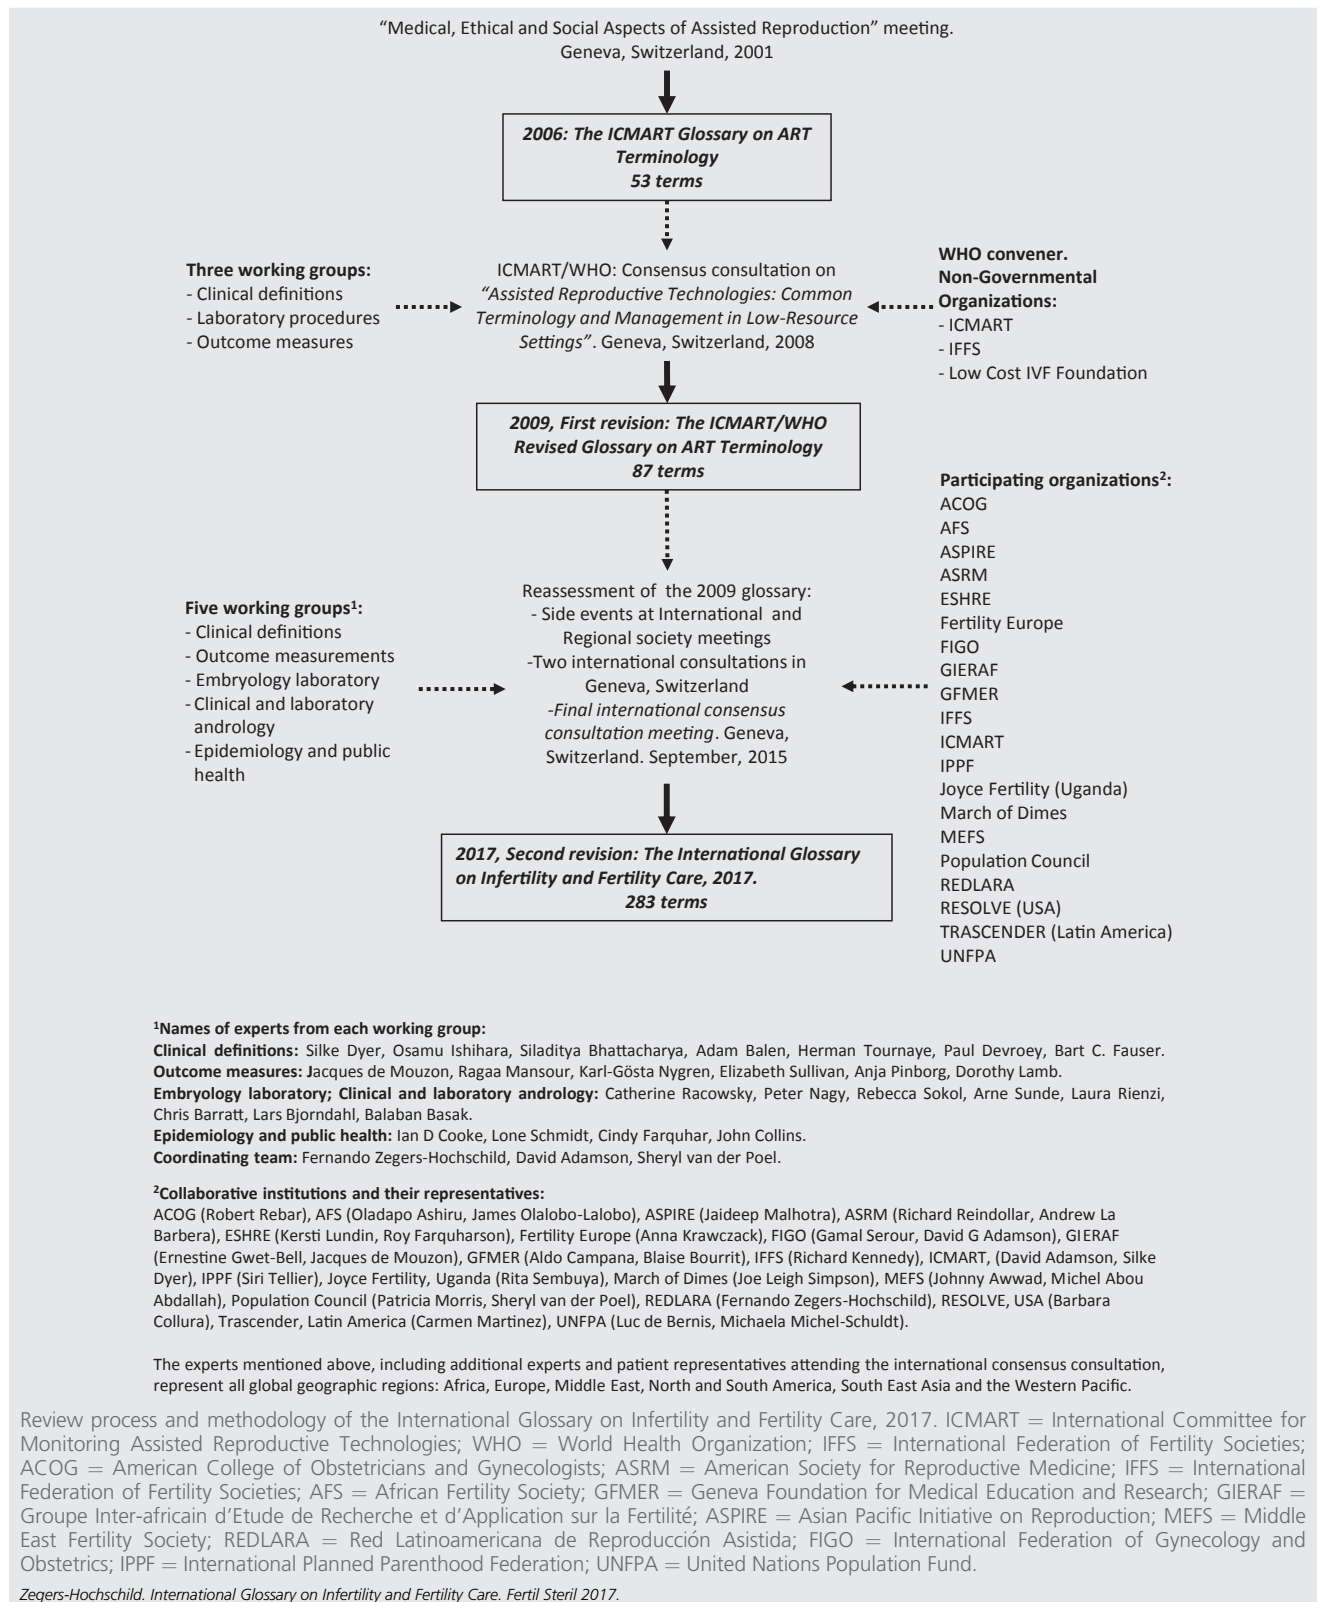 “Medical, Ethical and Social Aspects of Assisted Reproduction” meeting.
Geneva, Switzerland, 2001
2006: The ICMART Glossary on ART
Terminology
53 terms
Three working groups:
- Clinical definitions
- Laboratory procedures
- Outcome measures
ICMART/WHO: Consensus consultation on
“Assisted Reproductive Technologies: Common
Terminology and Management in Low-Resource
Settings”. Geneva, Switzerland, 2008
WHO convener.
Non-Governmental
Organizations:
- ICMART
- IFFS
- Low Cost IVF Foundation
2009, First revision: The ICMART/WHO
Revised Glossary on ART Terminology
87 terms
Five working groups¹:
- Clinical definitions
- Outcome measurements
- Embryology laboratory
- Clinical and laboratory
andrology
- Epidemiology and public
health
Reassessment of the 2009 glossary:
- Side events at International and
Regional society meetings
-Two international consultations in
Geneva, Switzerland
-Final international consensus
consultation meeting. Geneva,
Switzerland. September, 2015
Participating organizations²:
ACOG
AFS
ASPIRE
ASRM
ESHRE
Fertility Europe
FIGO
GIERAF
GFMER
IFFS
ICMART
IPPF
Joyce Fertility (Uganda)
March of Dimes
MEFS
Population Council
REDLARA
RESOLVE (USA)
TRASCENDER (Latin America)
UNFPA
2017, Second revision: The International Glossary
on Infertility and Fertility Care, 2017.
283 terms
¹Names of experts from each working group:
Clinical definitions: Silke Dyer, Osamu Ishihara, Siladitya Bhattacharya, Adam Balen, Herman Tournaye, Paul Devroey, Bart C. Fauser.
Outcome measures: Jacques de Mouzon, Ragaa Mansour, Karl-Gösta Nygren, Elizabeth Sullivan, Anja Pinborg, Dorothy Lamb.
Embryology laboratory; Clinical and laboratory andrology: Catherine Racowsky, Peter Nagy, Rebecca Sokol, Arne Sunde, Laura Rienzi,
Chris Barratt, Lars Bjorndahl, Balaban Basak.
Epidemiology and public health: Ian D Cooke, Lone Schmidt, Cindy Farquhar, John Collins.
Coordinating team: Fernando Zegers-Hochschild, David Adamson, Sheryl van der Poel.
²Collaborative institutions and their representatives:
ACOG (Robert Rebar), AFS (Oladapo Ashiru, James Olalobo-Lalobo), ASPIRE (Jaideep Malhotra), ASRM (Richard Reindollar, Andrew La
Barbera), ESHRE (Kersti Lundin, Roy Farquharson), Fertility Europe (Anna Krawczack), FIGO (Gamal Serour, David G Adamson), GIERAF
(Ernestine Gwet-Bell, Jacques de Mouzon), GFMER (Aldo Campana, Blaise Bourrit), IFFS (Richard Kennedy), ICMART, (David Adamson, Silke
Dyer), IPPF (Siri Tellier), Joyce Fertility, Uganda (Rita Sembuya), March of Dimes (Joe Leigh Simpson), MEFS (Johnny Awwad, Michel Abou
Abdallah), Population Council (Patricia Morris, Sheryl van der Poel), REDLARA (Fernando Zegers-Hochschild), RESOLVE, USA (Barbara
Collura), Trascender, Latin America (Carmen Martinez), UNFPA (Luc de Bernis, Michaela Michel-Schuldt).
The experts mentioned above, including additional experts and patient representatives attending the international consensus consultation,
represent all global geographic regions: Africa, Europe, Middle East, North and South America, South East Asia and the Western Pacific.
Review process and methodology of the International Glossary on Infertility and Fertility Care, 2017. ICMART = International Committee for
Monitoring Assisted Reproductive Technologies; WHO = World Health Organization; IFFS = International Federation of Fertility Societies;
ACOG = American College of Obstetricians and Gynecologists; ASRM = American Society for Reproductive Medicine; IFFS = International
Federation of Fertility Societies; AFS = African Fertility Society; GFMER = Geneva Foundation for Medical Education and Research; GIERAF =
Groupe Inter-africain d’Etude de Recherche et d’Application sur la Fertilité; ASPIRE = Asian Pacific Initiative on Reproduction; MEFS = Middle
East Fertility Society; REDLARA = Red Latinoamericana de Reproducción Asistida; FIGO = International Federation of Gynecology and
Obstetrics; IPPF = International Planned Parenthood Federation; UNFPA = United Nations Population Fund.
Zegers-Hochschild. International Glossary on Infertility and Fertility Care. Fertil Steril 2017.